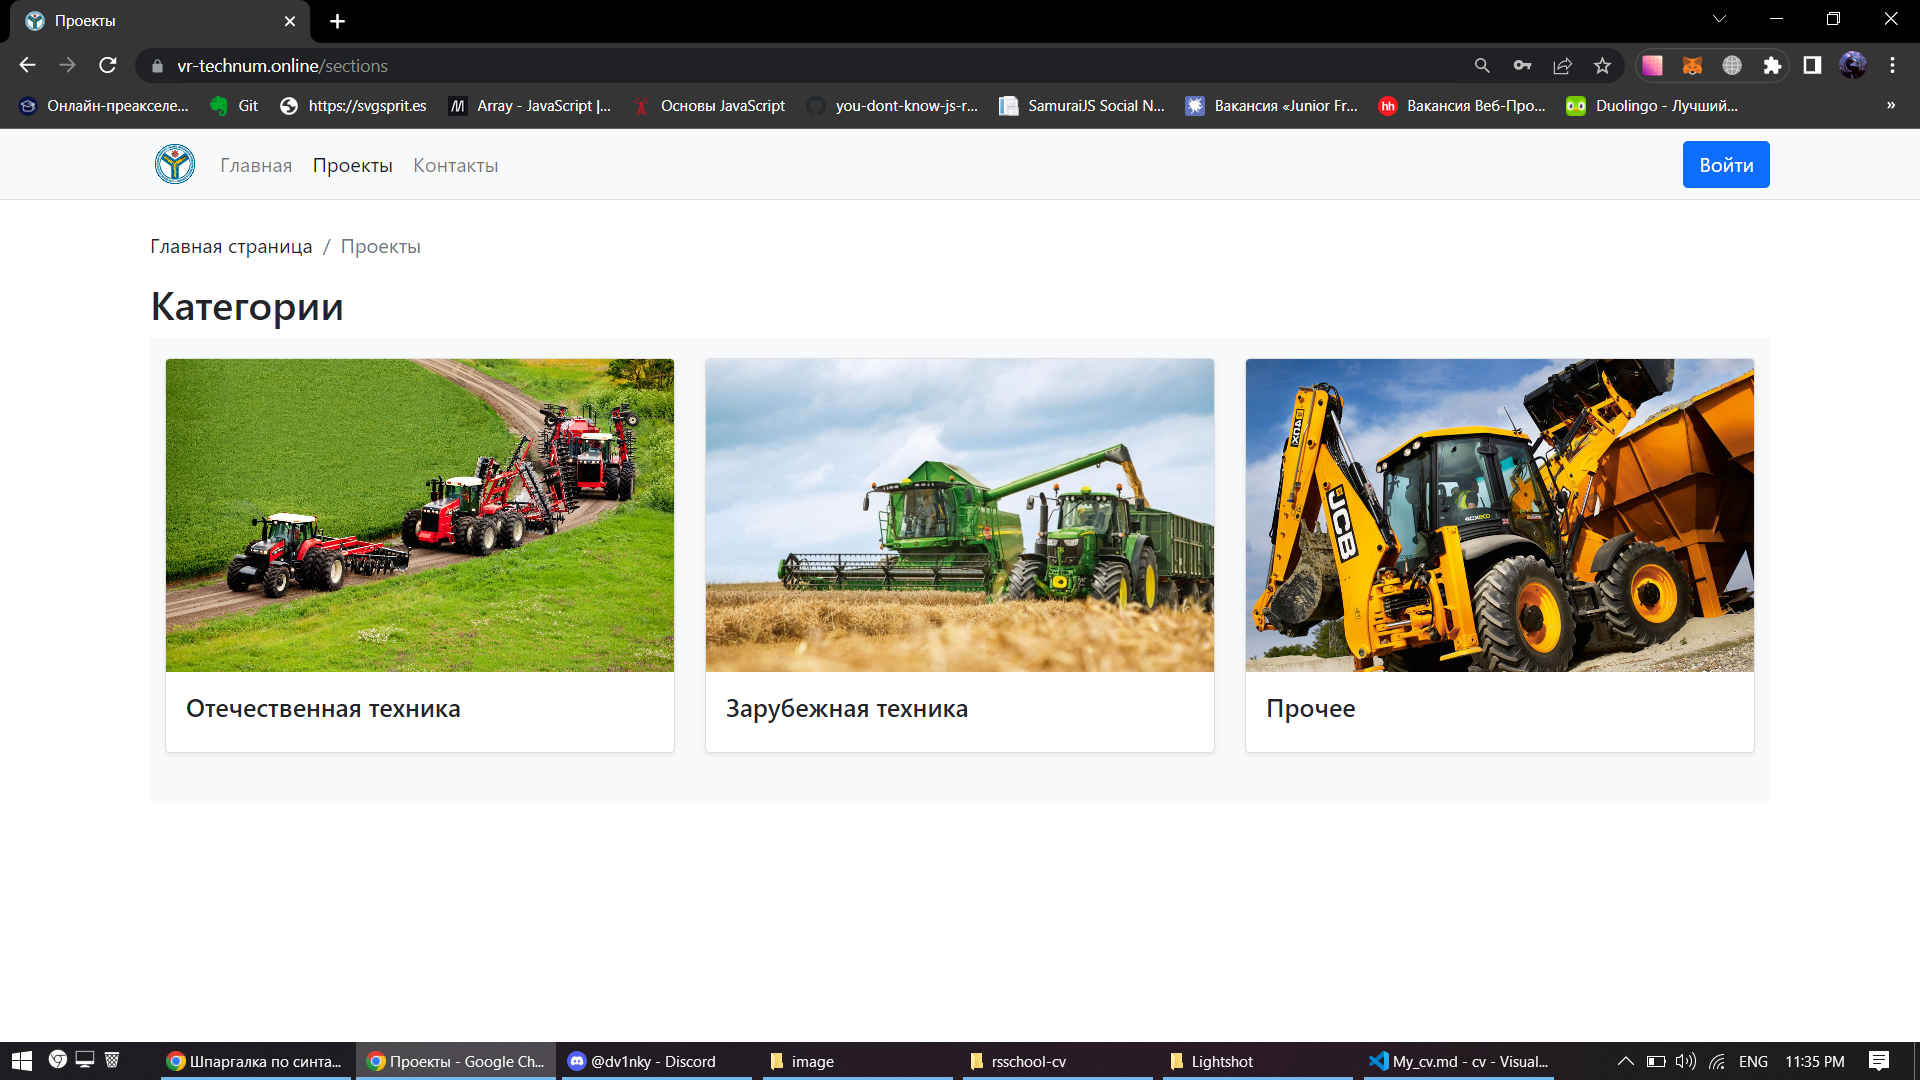 Проекты
vr-technum.online/sections
Онлайн-преакселе... Git https://svgsprit.es Array - JavaScript |... Основы JavaScript you-dont-know-js-r... SamuraiJS Social N... Вакансия «Junior Fr... Вакансия Веб-Про... Duolingo - Лучший... »
Главная Проекты Контакты Войти
Главная страница / Проекты
Категории
4UX
JCB
4CXeco
Отечественная техника Зарубежная техника Прочее
Шпаргалка по синта... Проекты - Google Ch... @dv1nky - Discord image rsschool-cv Lightshot My_cv.md - cv - Visual... ENG 11:35 PM